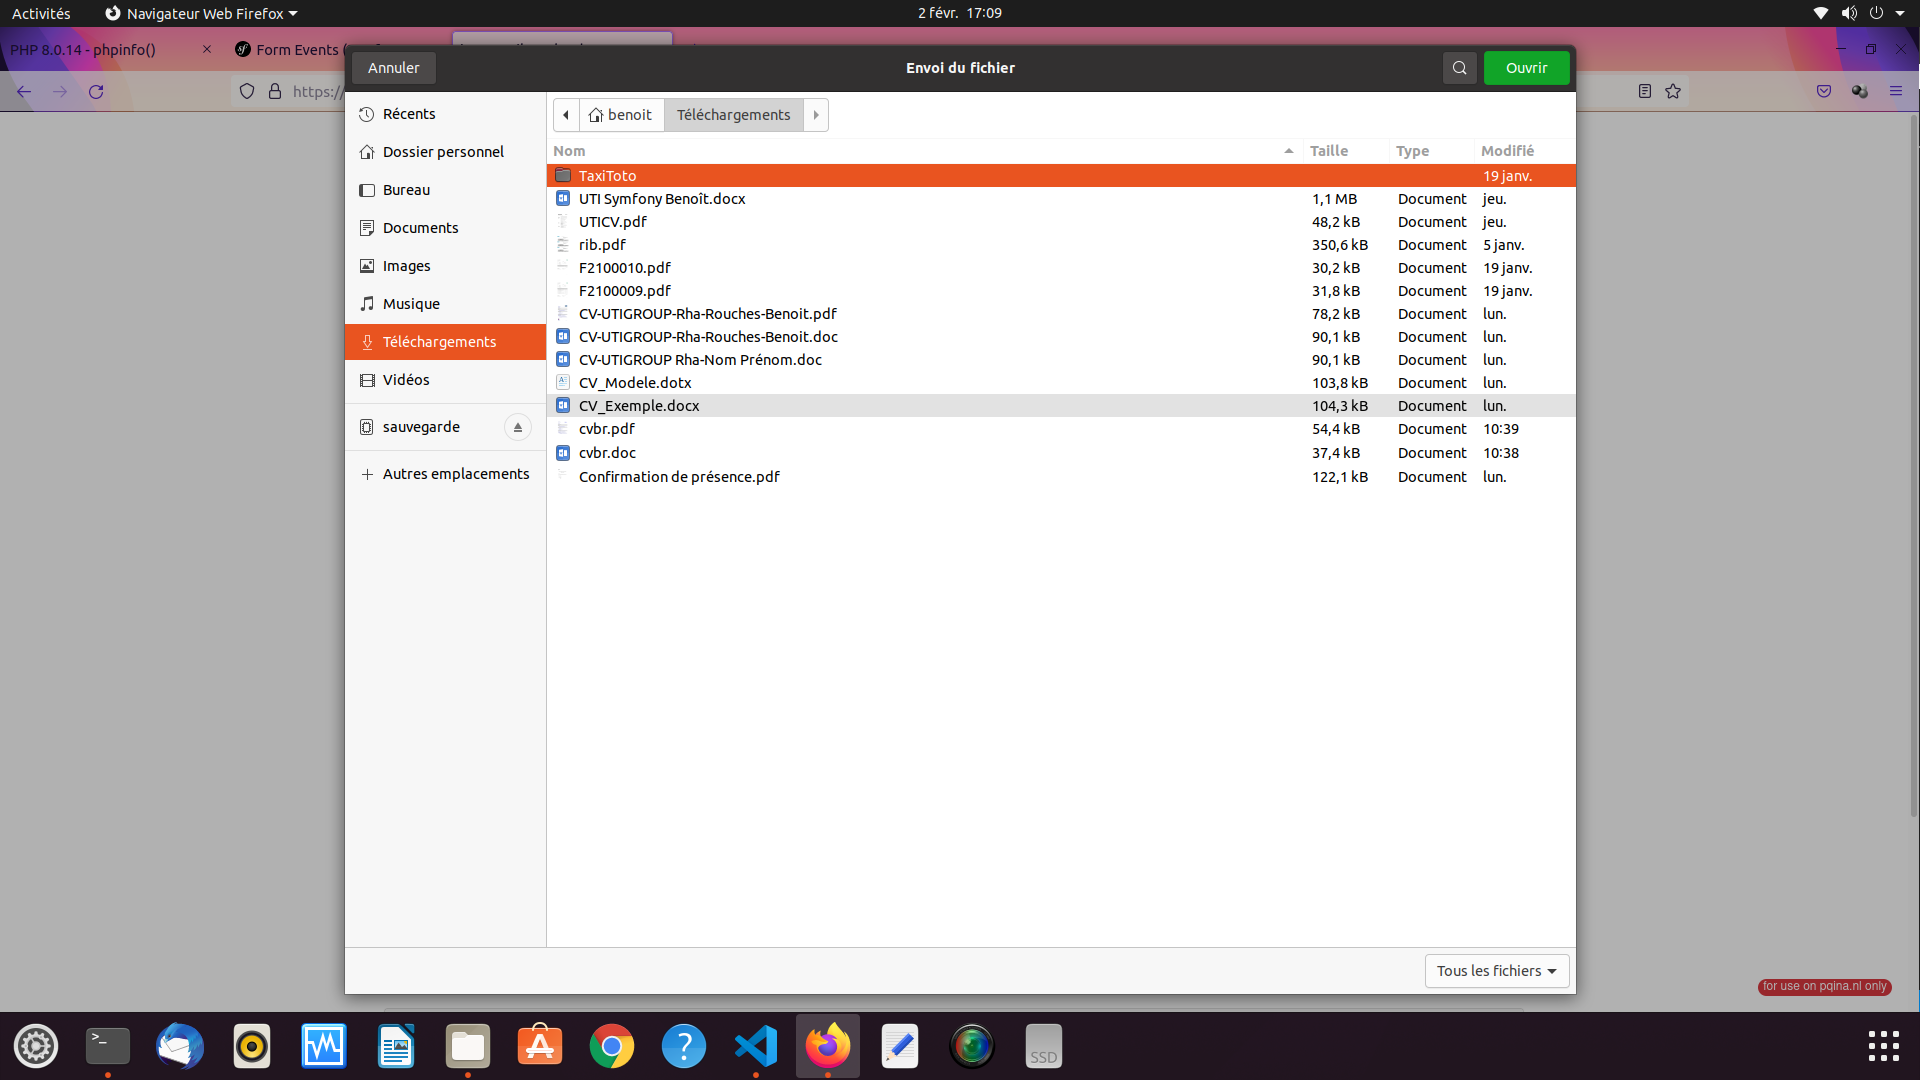 Activités Navigateur Web Firefox 2 févr. 17:09
PHP 8.0.14 - phpinfo() Form Events (
https://
Annuler Envoi du fichier Ouvrir
Récents
Dossier personnel
Bureau
Documents
Images
Musique
Téléchargements
Vidéos
sauvegarde
Autres emplacements
benoit Téléchargements
Nom Taille Type Modifié
TaxiToto 19 janv.
UTI Symfony Benoît.docx 1,1 MB Document jeu.
UTICV.pdf 48,2 kB Document jeu.
rib.pdf 350,6 kB Document 5 janv.
F2100010.pdf 30,2 kB Document 19 janv.
F2100009.pdf 31,8 kB Document 19 janv.
CV-UTIGROUP-Rha-Rouches-Benoit.pdf 78,2 kB Document lun.
CV-UTIGROUP-Rha-Rouches-Benoit.doc 90,1 kB Document lun.
CV-UTIGROUP Rha-Nom Prénom.doc 90,1 kB Document lun.
CV_Modele.dotx 103,8 kB Document lun.
CV_Exemple.docx 104,3 kB Document lun.
cvbr.pdf 54,4 kB Document 10:39
cvbr.doc 37,4 kB Document 10:38
Confirmation de présence.pdf 122,1 kB Document lun.
Tous les fichiers
for use on pqina.nl only
SSD